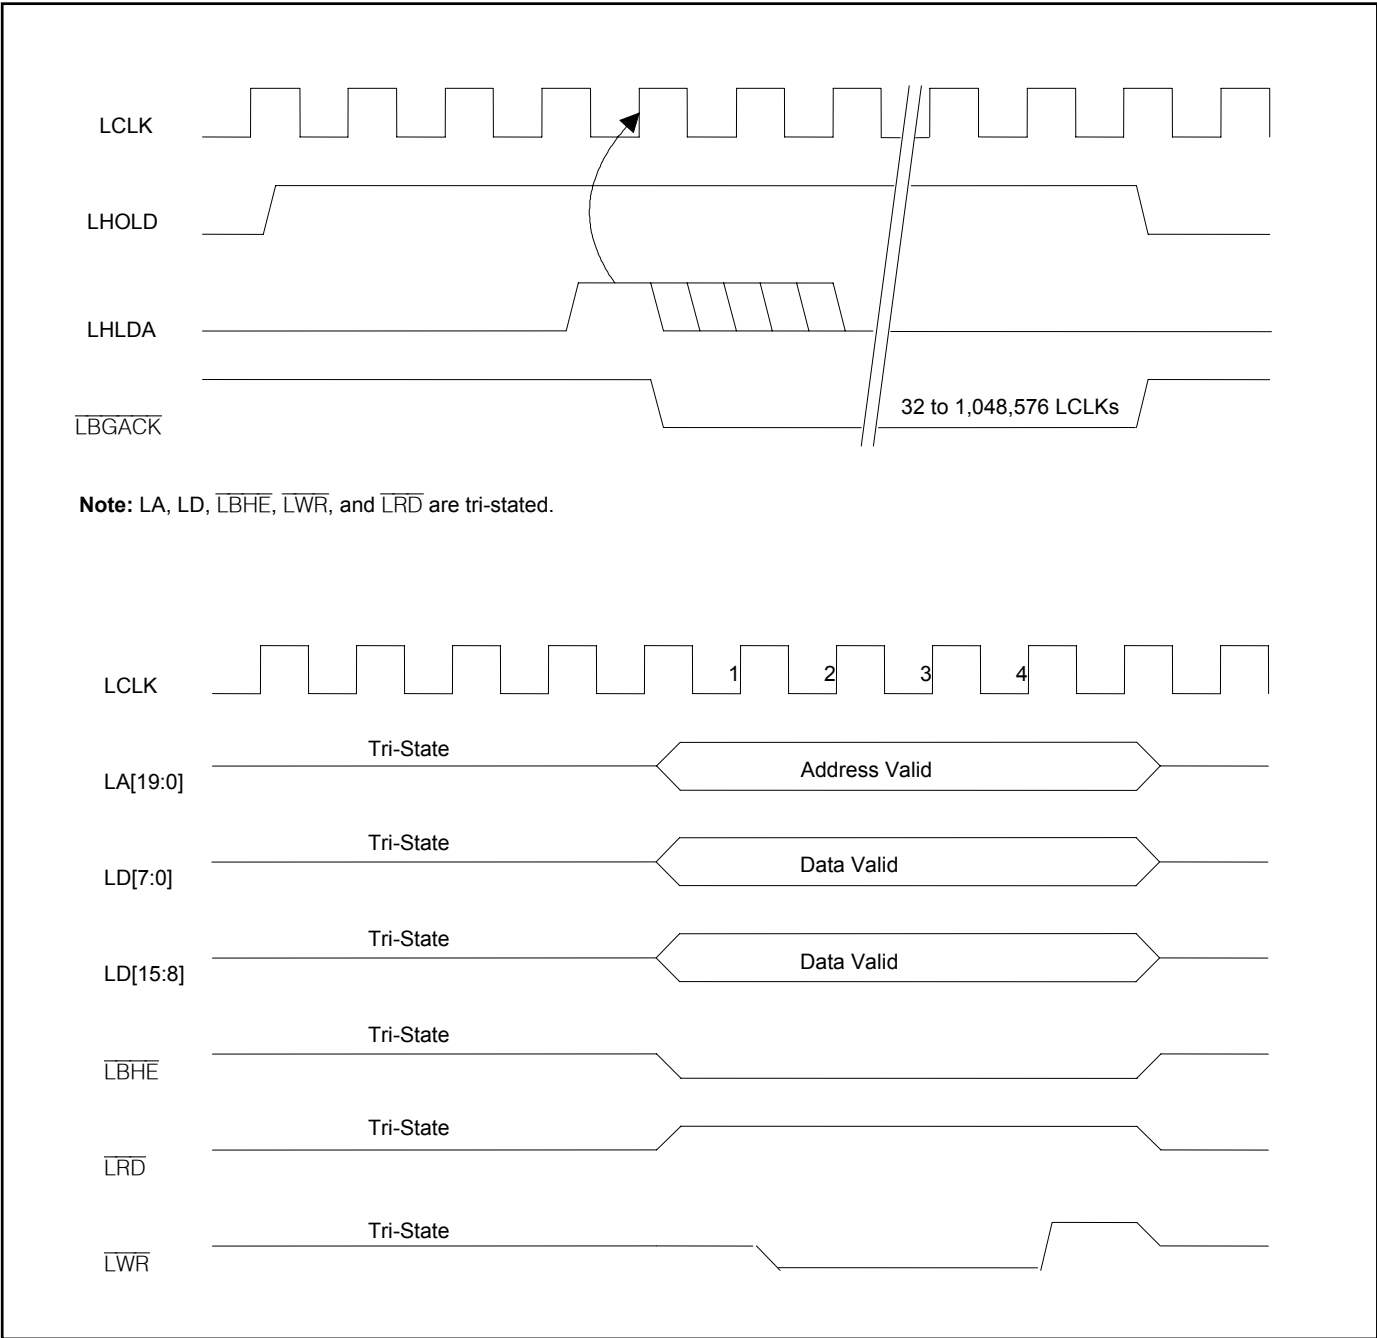 LCLK
LHOLD
LHLDA
32 to 1,048,576 LCLKs
LBGACK
Note: LA, LD, LBHE, LWR, and LRD are tri-stated.
1 2 3 4
LCLK
Tri-State
Address Valid
LA[19:0]
Tri-State
Data Valid
LD[7:0]
Tri-State
Data Valid
LD[15:8]
Tri-State
LBHE
Tri-State
LRD
Tri-State
LWR